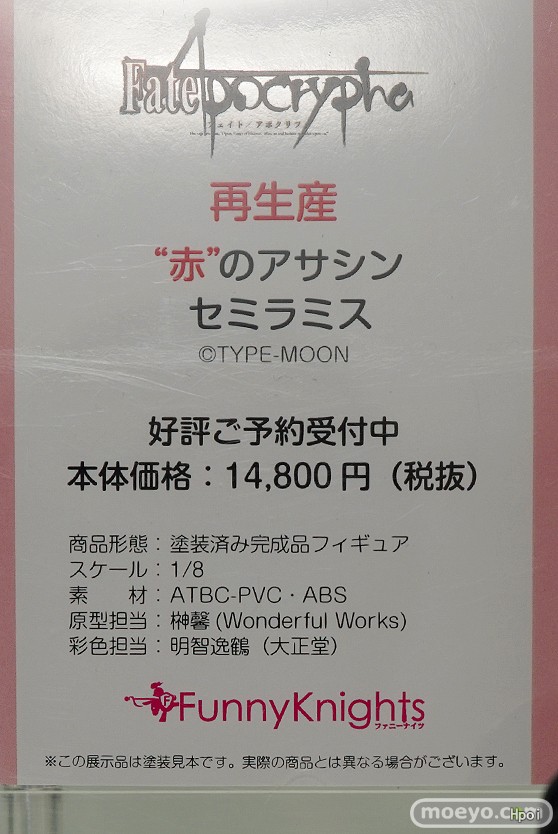 Fate/Apocrypha
フェイト/アポクリファ
再生産
“赤”のアサシン
セミラミス
©TYPE-MOON
好評ご予約受付中
本体価格：14,800円（税抜）
商品形態：塗装済み完成品フィギュア
スケール：1/8
素　　材：ATBC-PVC・ABS
原型担当：榊馨(Wonderful Works)
彩色担当：明智逸鶴（大正堂）
FunnyKnights
ファニーナイツ
※この展示品は塗装見本です。実際の商品とは異なる場合がございます。
moeyo.com
Hpoi